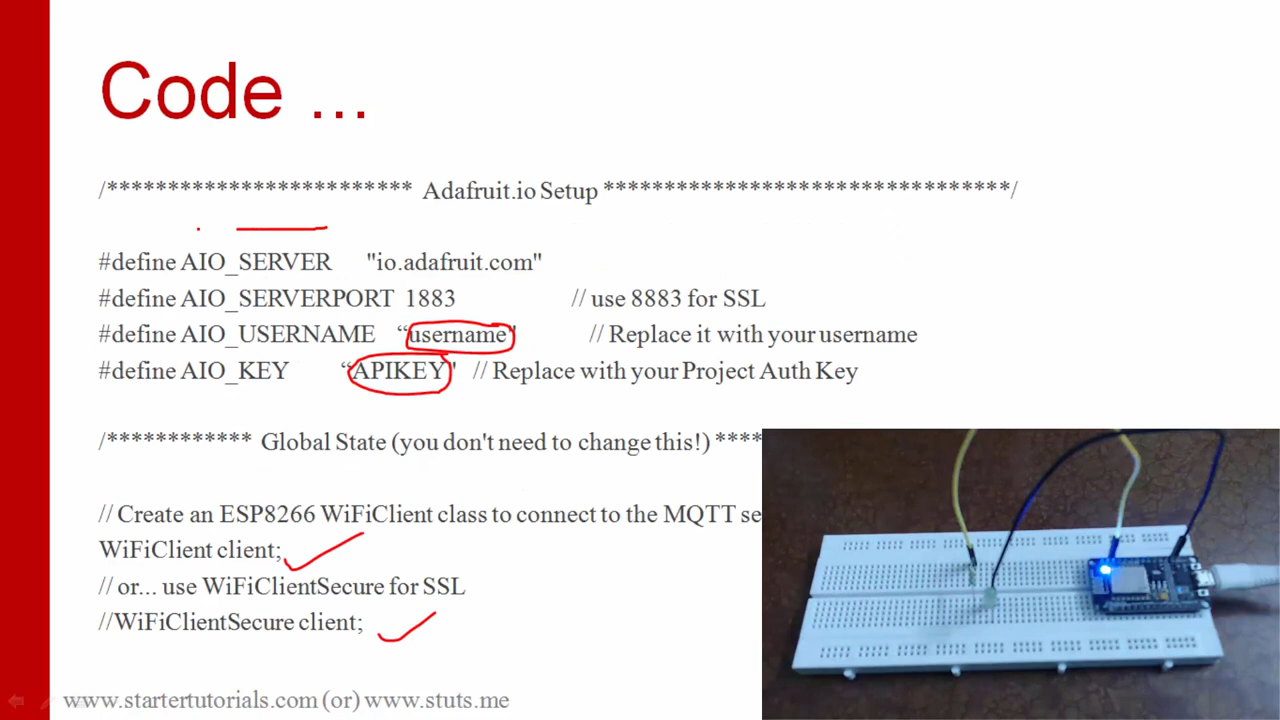 Code ...
/************************* Adafruit.io Setup *********************************/
#define AIO_SERVER "io.adafruit.com"
#define AIO_SERVERPORT 1883 // use 8883 for SSL
#define AIO_USERNAME “username" // Replace it with your username
#define AIO_KEY “APIKEY" // Replace with your Project Auth Key
/************ Global State (you don't need to change this!) ****
// Create an ESP8266 WiFiClient class to connect to the MQTT se
WiFiClient client;
// or... use WiFiClientSecure for SSL
//WiFiClientSecure client;
www.startertutorials.com (or) www.stuts.me